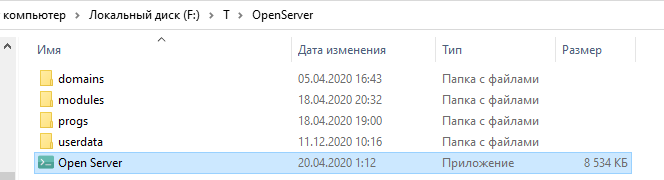 компьютер > Локальный диск (F:) > T > OpenServer
Имя Дата изменения Тип Размер
domains 05.04.2020 16:43 Папка с файлами
modules 18.04.2020 20:32 Папка с файлами
progs 18.04.2020 19:00 Папка с файлами
userdata 11.12.2020 10:16 Папка с файлами
Open Server 20.04.2020 1:12 Приложение 8 534 КБ